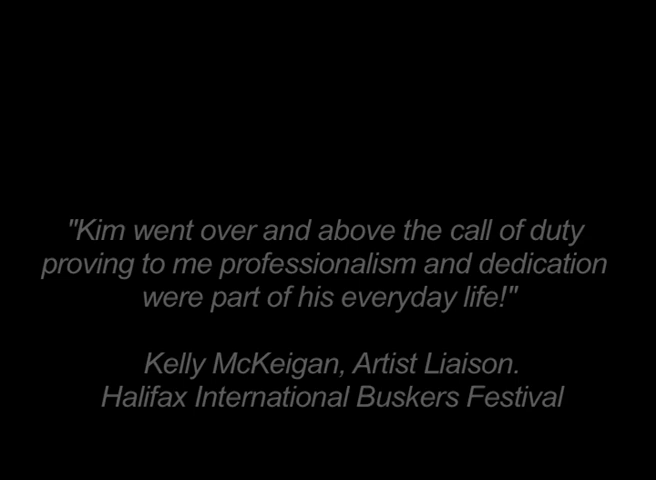 "Kim went over and above the call of duty
proving to me professionalism and dedication
were part of his everyday life!"
Kelly McKeigan, Artist Liaison.
Halifax International Buskers Festival